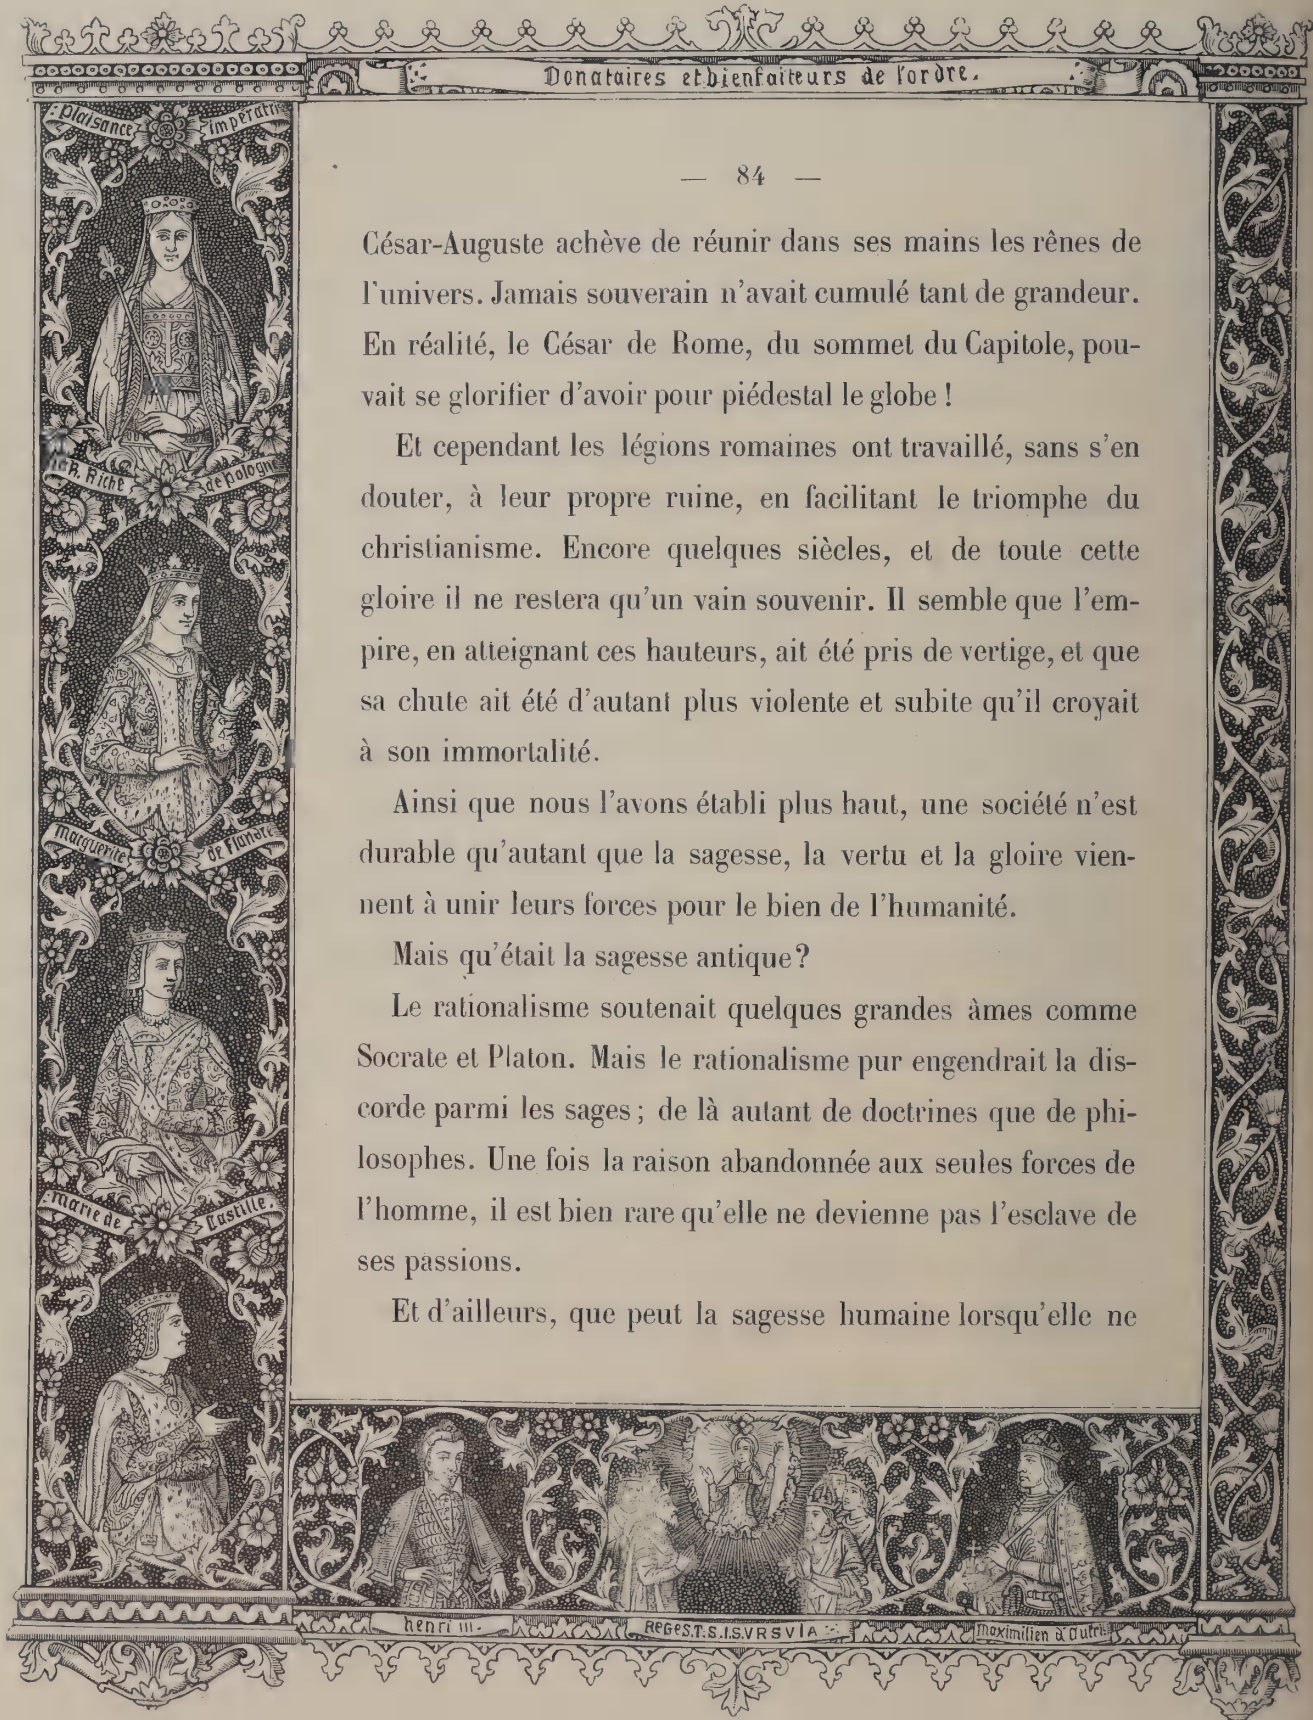 Donataires et bienfaiteurs de l'ordre.
Plaisance impératri
— 84 —
César-Auguste achève de réunir dans ses mains les rênes de
l'univers. Jamais souverain n'avait cumulé tant de grandeur.
En réalité, le César de Rome, du sommet du Capitole, pou-
vait se glorifier d'avoir pour piédestal le globe !
Et cependant les légions romaines ont travaillé, sans s'en
douter, à leur propre ruine, en facilitant le triomphe du
christianisme. Encore quelques siècles, et de toute cette
gloire il ne restera qu'un vain souvenir. Il semble que l'em-
pire, en atteignant ces hauteurs, ait été pris de vertige, et que
sa chute ait été d'autant plus violente et subite qu'il croyait
à son immortalité.
Ainsi que nous l'avons établi plus haut, une société n'est
durable qu'autant que la sagesse, la vertu et la gloire vien-
nent à unir leurs forces pour le bien de l'humanité.
Mais qu'était la sagesse antique?
Le rationalisme soutenait quelques grandes âmes comme
Socrate et Platon. Mais le rationalisme pur engendrait la dis-
corde parmi les sages ; de là autant de doctrines que de phi-
losophes. Une fois la raison abandonnée aux seules forces de
l'homme, il est bien rare qu'elle ne devienne pas l'esclave de
ses passions.
Et d'ailleurs, que peut la sagesse humaine lorsqu'elle ne
R. Riche de pologne
Marguerite de Flandre
Marie de Castille.
henri III.
REGES.T.S.I.S.VRSVIA
Maximilien d'Autri